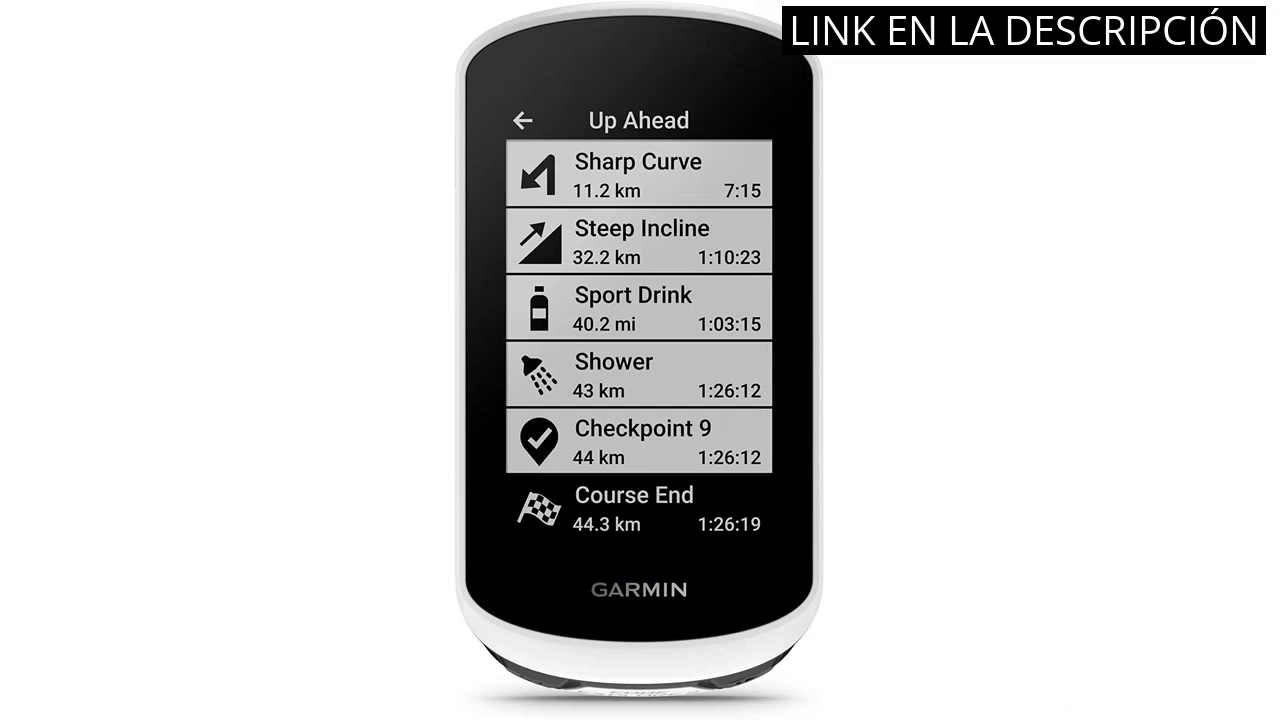 LINK EN LA DESCRIPCIÓN
Up Ahead
Sharp Curve
11.2 km 7:15
Steep Incline
32.2 km 1:10:23
Sport Drink
40.2 mi 1:03:15
Shower
43 km 1:26:12
Checkpoint 9
44 km 1:26:12
Course End
44.3 km 1:26:19
GARMIN